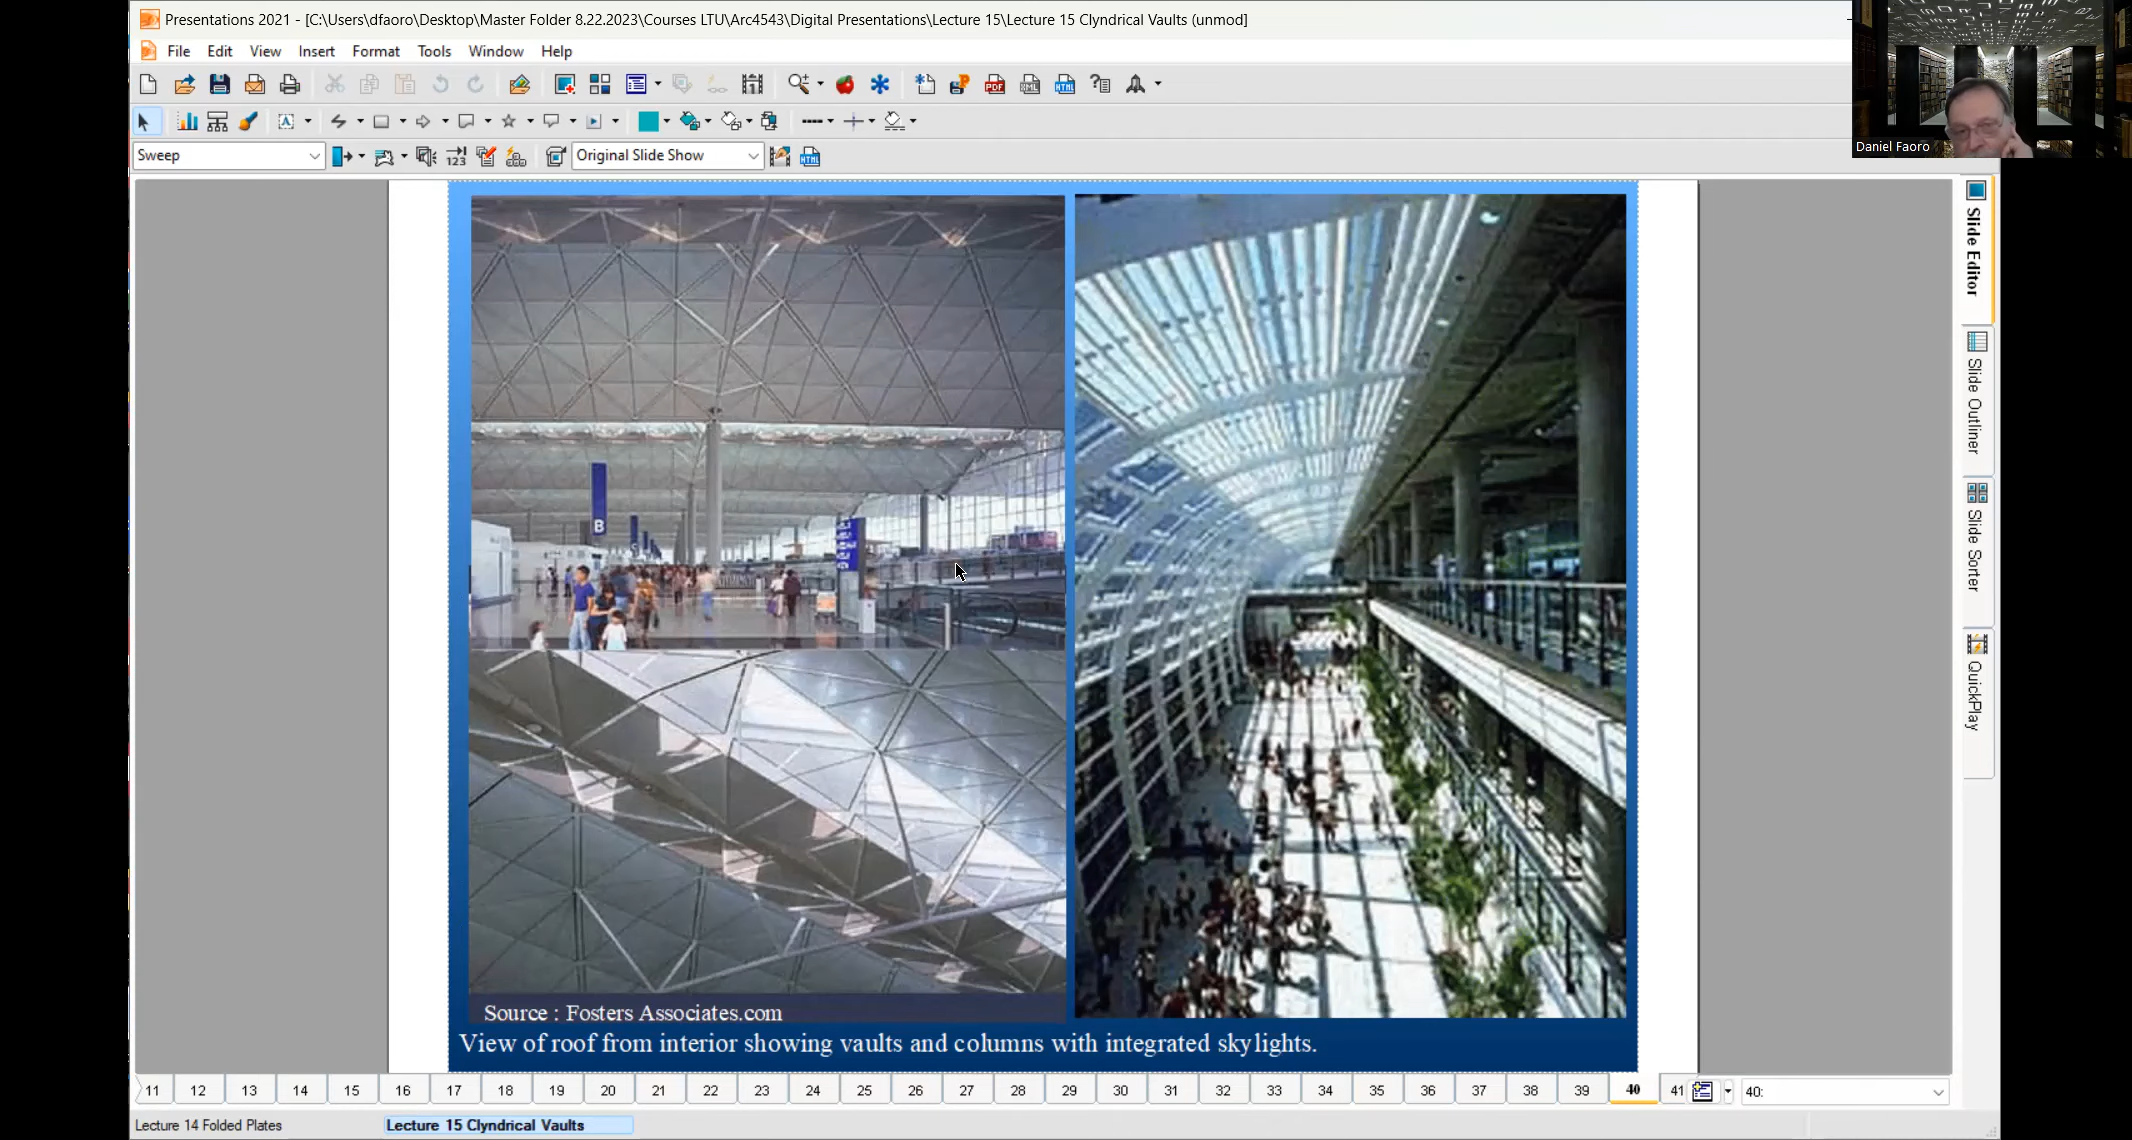 Presentations 2021 - [C:\Users\dfaoro\Desktop\Master Folder 8.22.2023\Courses LTU\Arc4543\Digital Presentations\Lecture 15\Lecture 15 Clyndrical Vaults (unmod]
File Edit View Insert Format Tools Window Help
Daniel Faoro
Sweep
Original Slide Show
B
Source : Fosters Associates.com
View of roof from interior showing vaults and columns with integrated skylights.
Slide Editor
Slide Outliner
Slide Sorter
QuickPlay
11 12 13 14 15 16 17 18 19 20 21 22 23 24 25 26 27 28 29 30 31 32 33 34 35 36 37 38 39 40 41 40:
Lecture 14 Folded Plates Lecture 15 Clyndrical Vaults